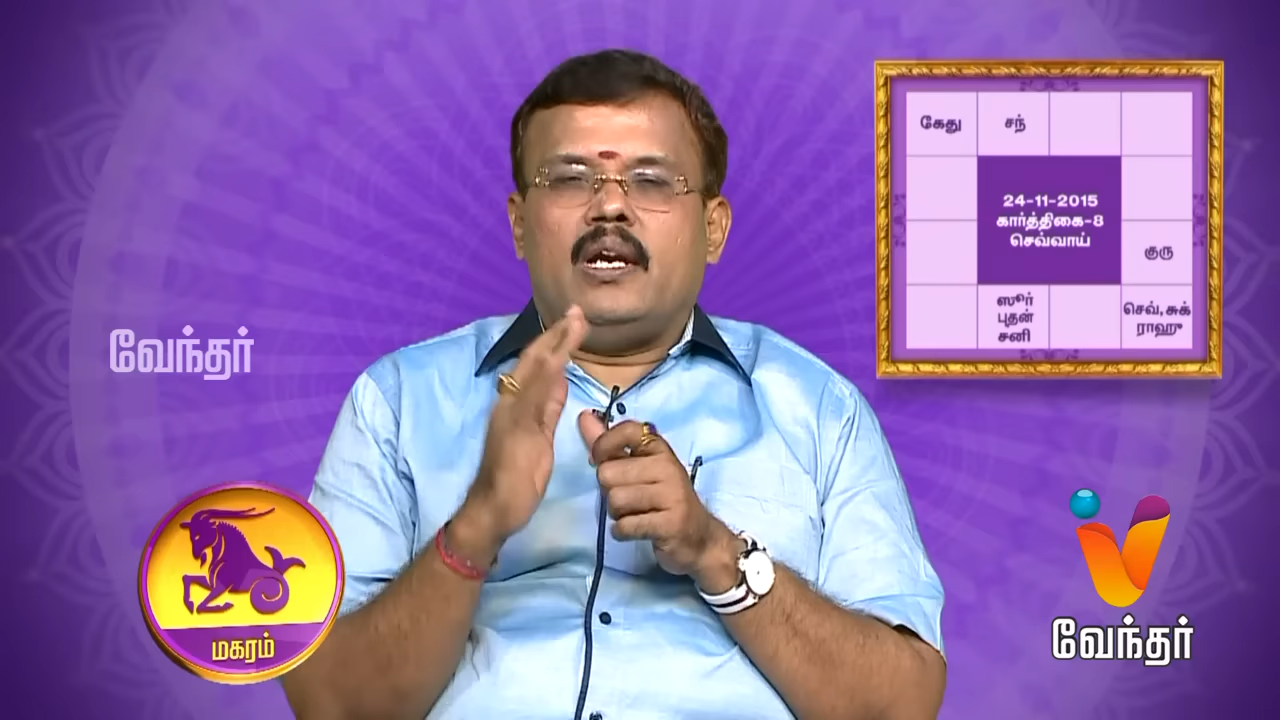 கேது
சந்
24-11-2015
கார்த்திகை-8
செவ்வாய்
குரு
ஸூர்
புதன்
சனி
செவ், சுக்
ராஹு
வேந்தர்
மகரம்
வேந்தர்